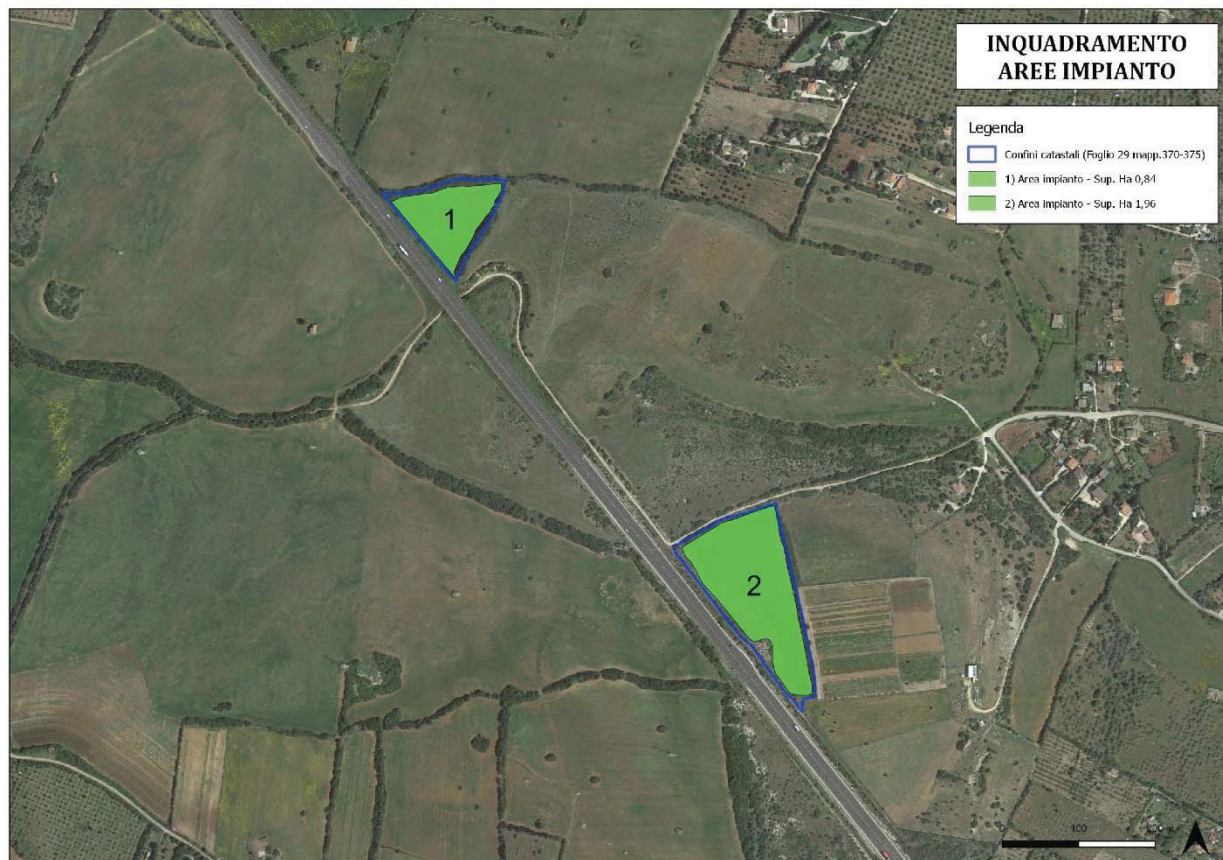 INQUADRAMENTO
AREE IMPIANTO
Legenda
Confini catastali (Foglio 29 mapp.370-375)
1) Area impianto - Sup. Ha 0,84
2) Area impianto - Sup. Ha 1,96
1
2
100